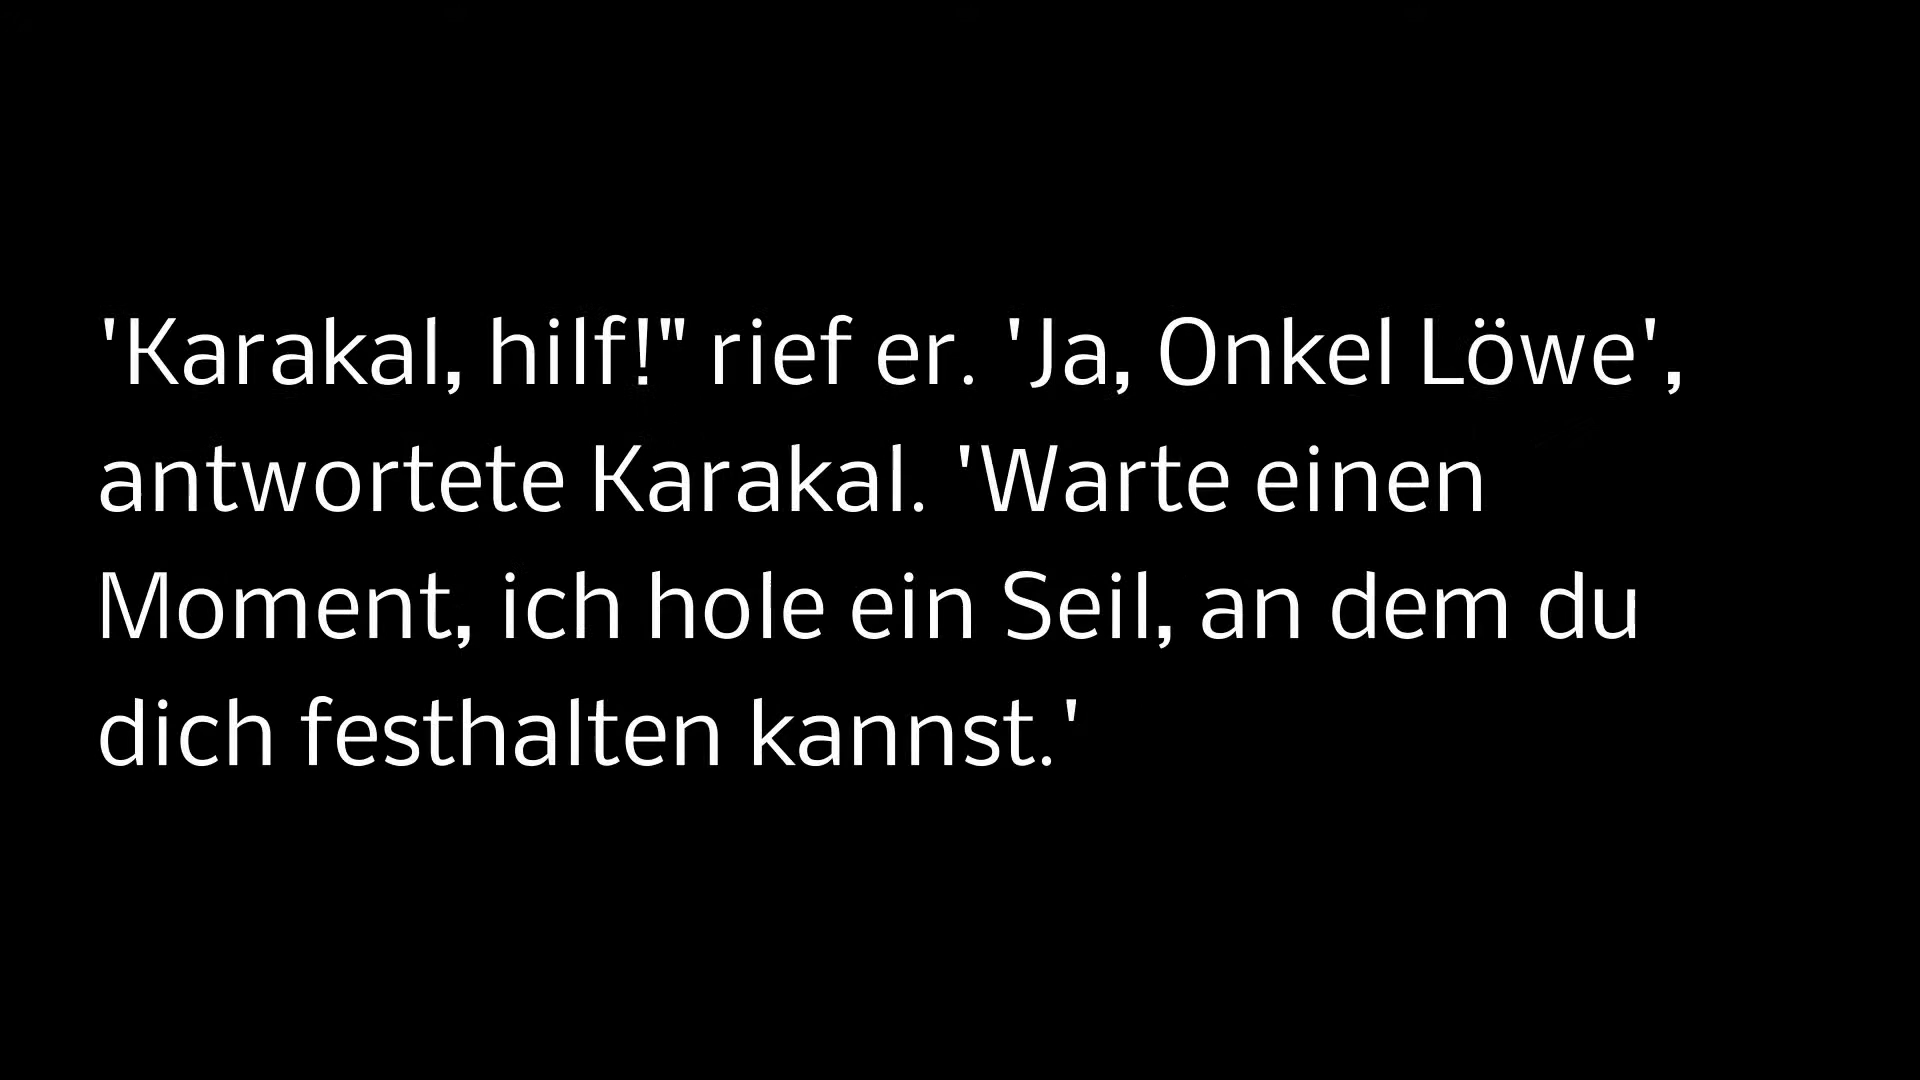 'Karakal, hilf!" rief er. 'Ja, Onkel Löwe',
antwortete Karakal. 'Warte einen
Moment, ich hole ein Seil, an dem du
dich festhalten kannst.'